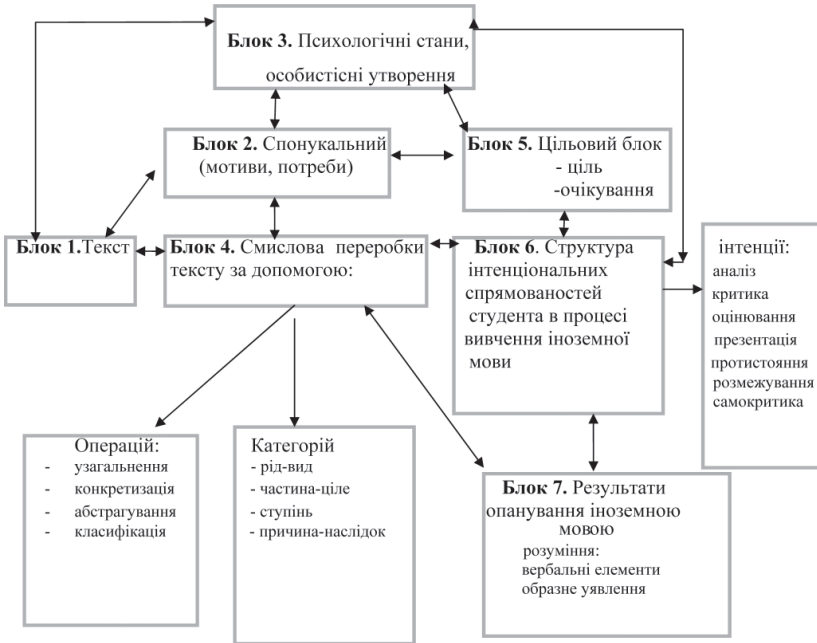 Блок 3. Психологічні стани,
особистісні утворення
Блок 2. Спонукальний
(мотиви, потреби)
Блок 5. Цільовий блок
- ціль
-очікування
Блок 1.Текст
Блок 4. Смислова переробки
тексту за допомогою:
Блок 6. Структура
інтенціональних
спрямованостей
студента в процесі
вивчення іноземної
мови
інтенції:
аналіз
критика
оцінювання
презентація
протистояння
розмежування
самокритика
Операцій:
- узагальнення
- конкретизація
- абстрагування
- класифікація
Категорій
- рід-вид
- частина-ціле
- ступінь
- причина-наслідок
Блок 7. Результати
опанування іноземною
мовою
розуміння:
вербальні елементи
образне уявлення